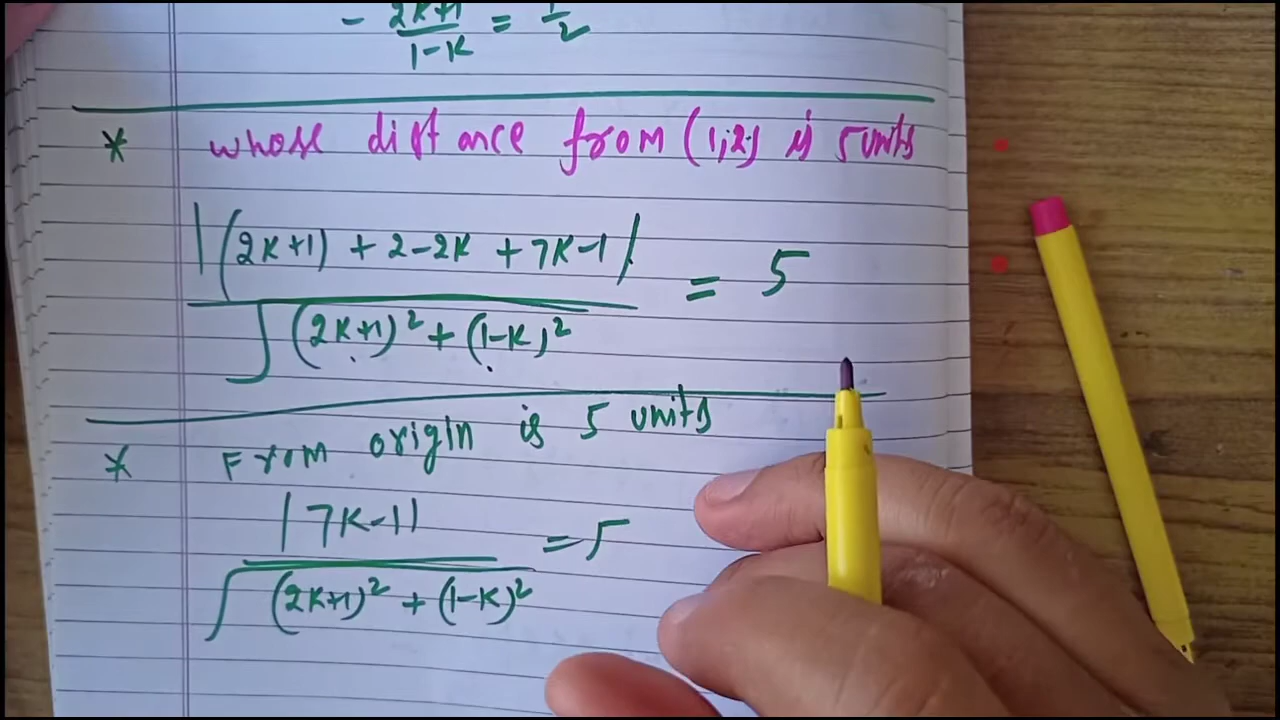 - 2K+1 / 1-K = 1/2
* whose distance from (1,2) is 5 units
|(2K+1) + 2-2K + 7K-1| / √(2K+1)² + (1-K)² = 5
* From origin is 5 units
|7K-1| / √(2K+1)² + (1-K)² = 5